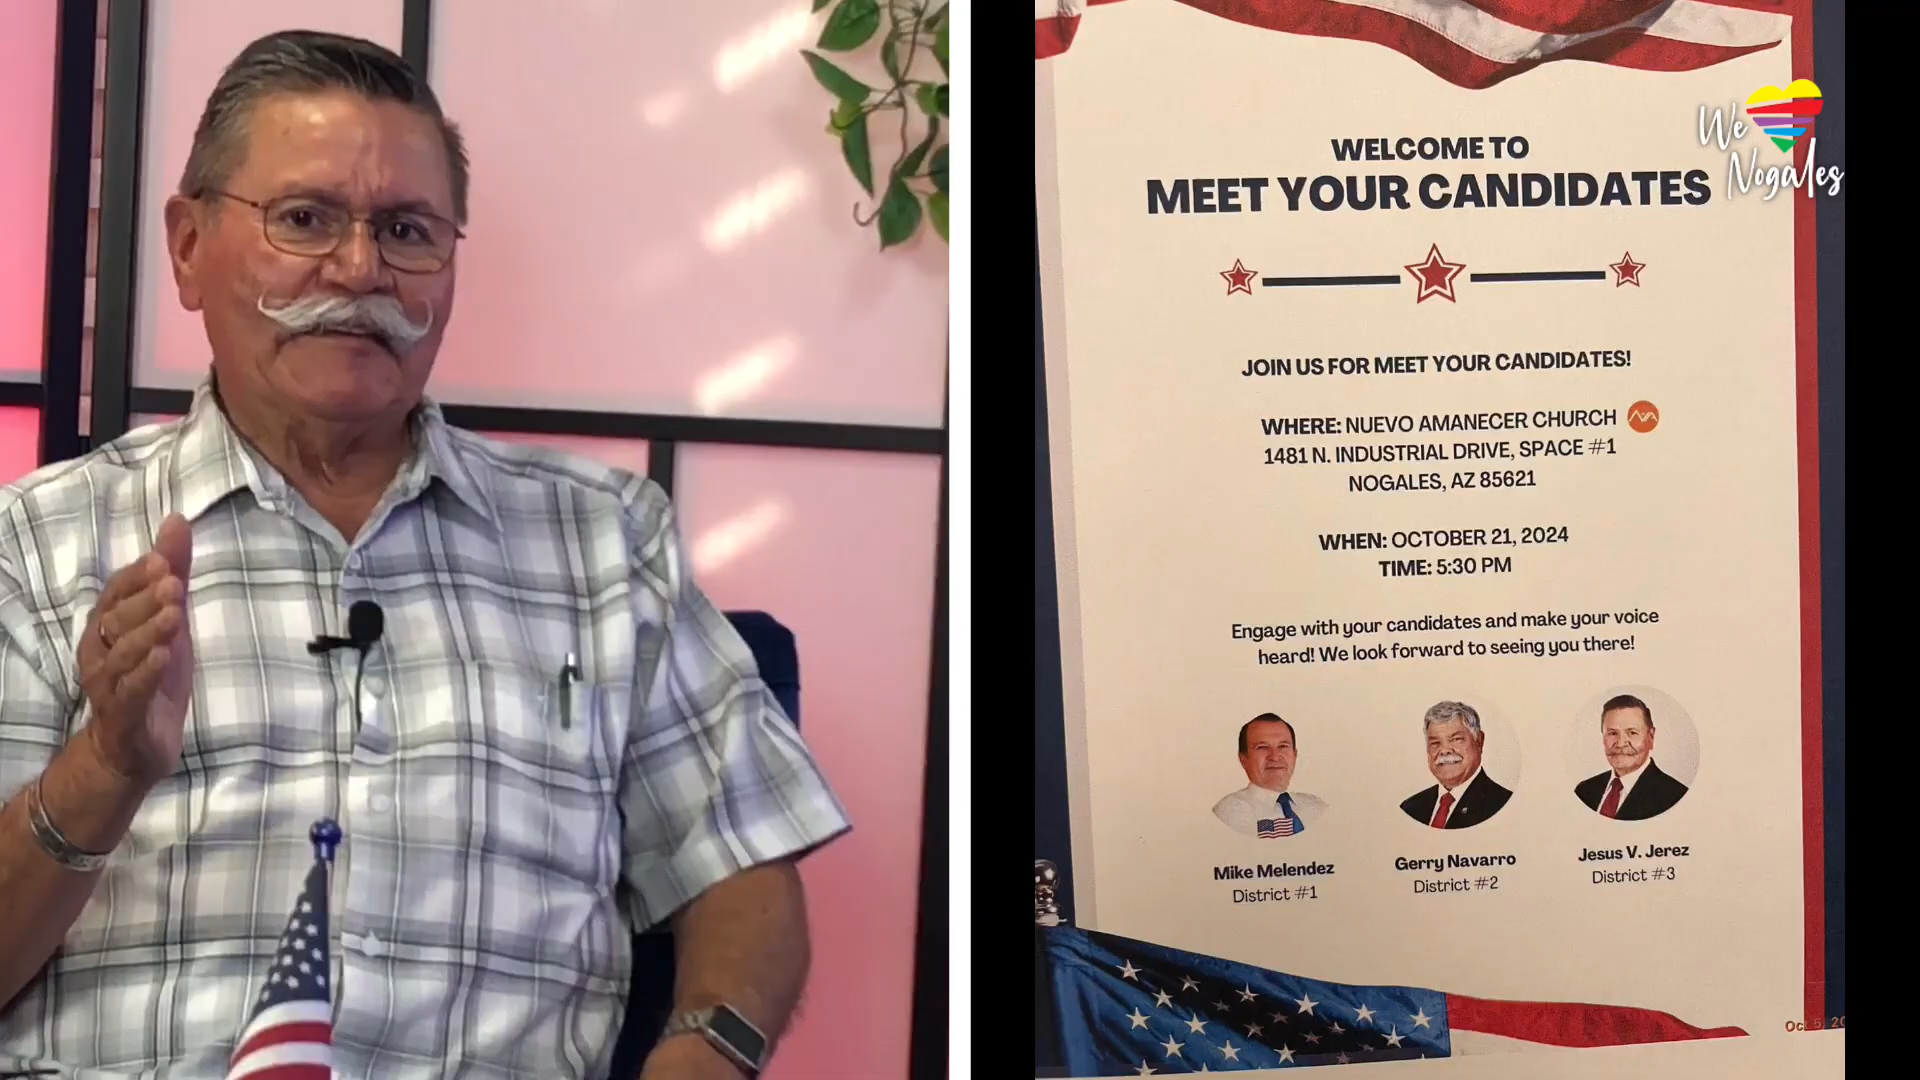 We
Nogales
WELCOME TO
MEET YOUR CANDIDATES
JOIN US FOR MEET YOUR CANDIDATES!
WHERE: NUEVO AMANECER CHURCH
1481 N. INDUSTRIAL DRIVE, SPACE #1
NOGALES, AZ 85621
WHEN: OCTOBER 21, 2024
TIME: 5:30 PM
Engage with your candidates and make your voice
heard! We look forward to seeing you there!
Mike Melendez
District #1
Gerry Navarro
District #2
Jesus V. Jerez
District #3